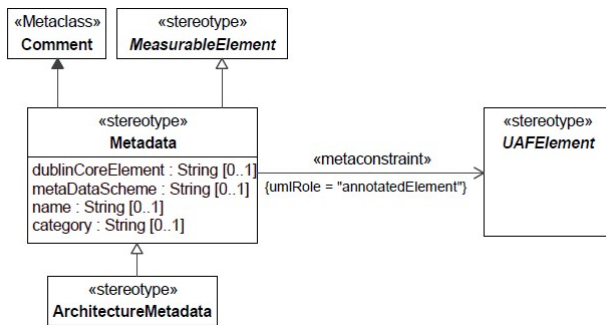 «Metaclass»
Comment
«stereotype»
MeasurableElement
«stereotype»
Metadata
dublinCoreElement : String [0..1]
metaDataScheme : String [0..1]
name : String [0..1]
category : String [0..1]
«metaconstraint»
{umlRole = "annotatedElement"}
«stereotype»
UAFElement
«stereotype»
ArchitectureMetadata